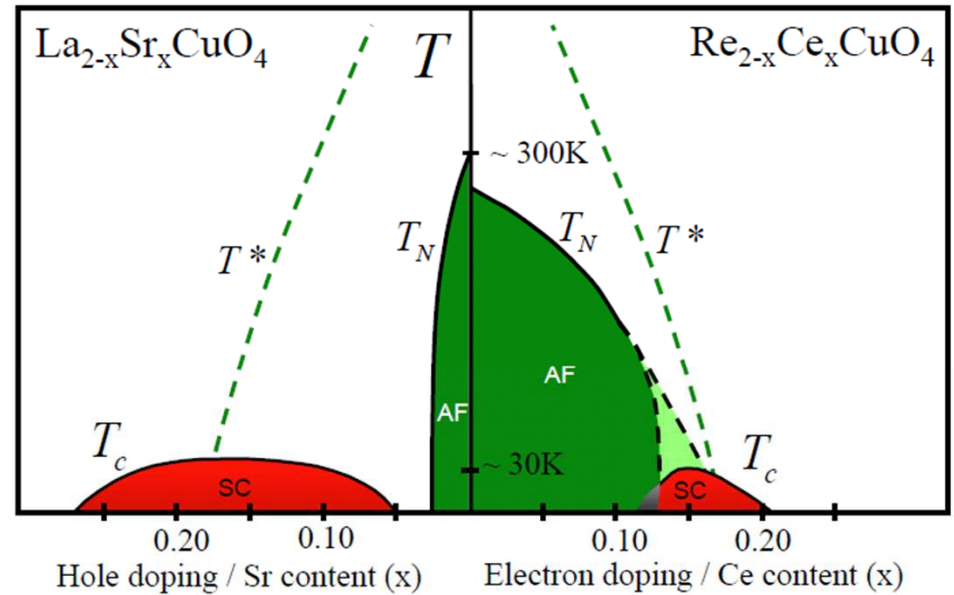 La2-xSrxCuO4
T
Re2-xCexCuO4
~ 300K
TN
TN
T*
T*
AF
AF
Tc
~ 30K
Tc
SC
SC
0.20
0.10
0.10
0.20
Hole doping / Sr content (x)
Electron doping / Ce content (x)